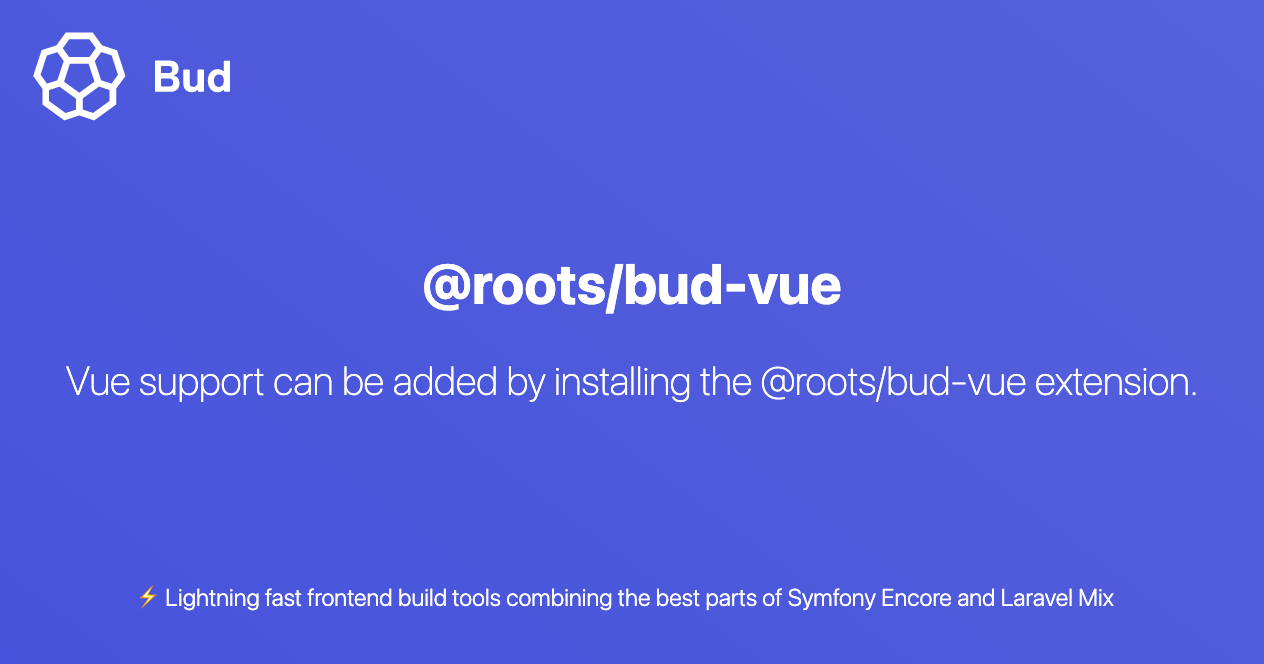 Bud
@roots/bud-vue
Vue support can be added by installing the @roots/bud-vue extension.
⚡ Lightning fast frontend build tools combining the best parts of Symfony Encore and Laravel Mix